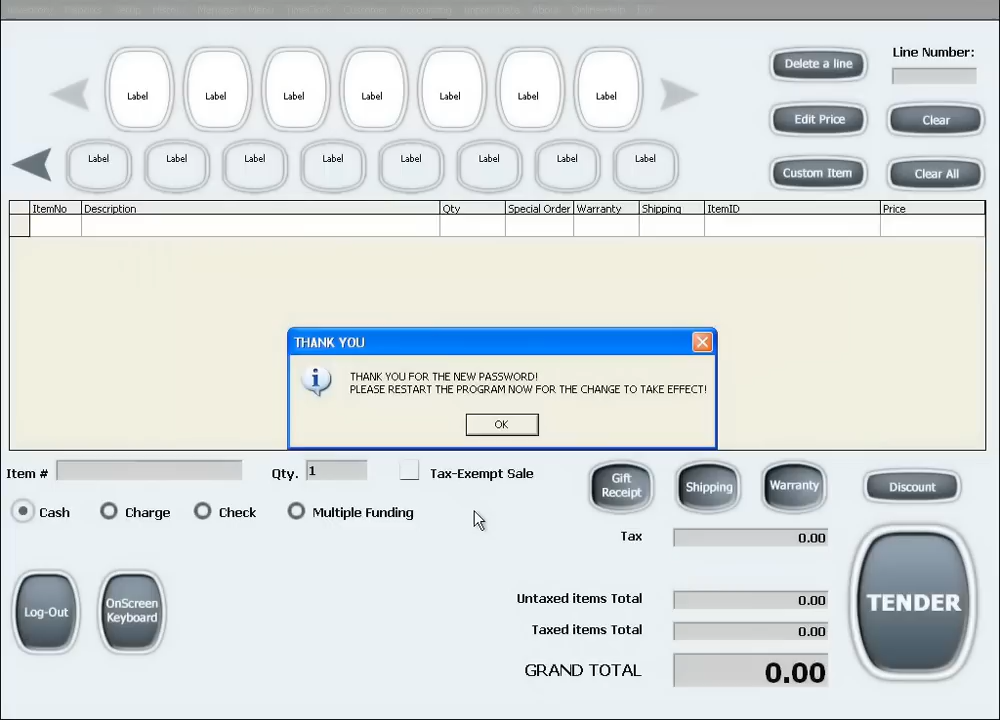 Label Label Label Label Label Label Label
Label Label Label Label Label Label Label Label
Delete a line
Line Number:
Edit Price
Clear
Custom Item
Clear All
ItemNo Description Qty Special Order Warranty Shipping ItemID Price
THANK YOU
THANK YOU FOR THE NEW PASSWORD!
PLEASE RESTART THE PROGRAM NOW FOR THE CHANGE TO TAKE EFFECT!
OK
Item #
Qty. 1
Tax-Exempt Sale
Gift
Receipt
Shipping
Warranty
Discount
Cash Charge Check Multiple Funding
Tax 0.00
Log-Out
OnScreen
Keyboard
Untaxed items Total 0.00
Taxed items Total 0.00
GRAND TOTAL 0.00
TENDER